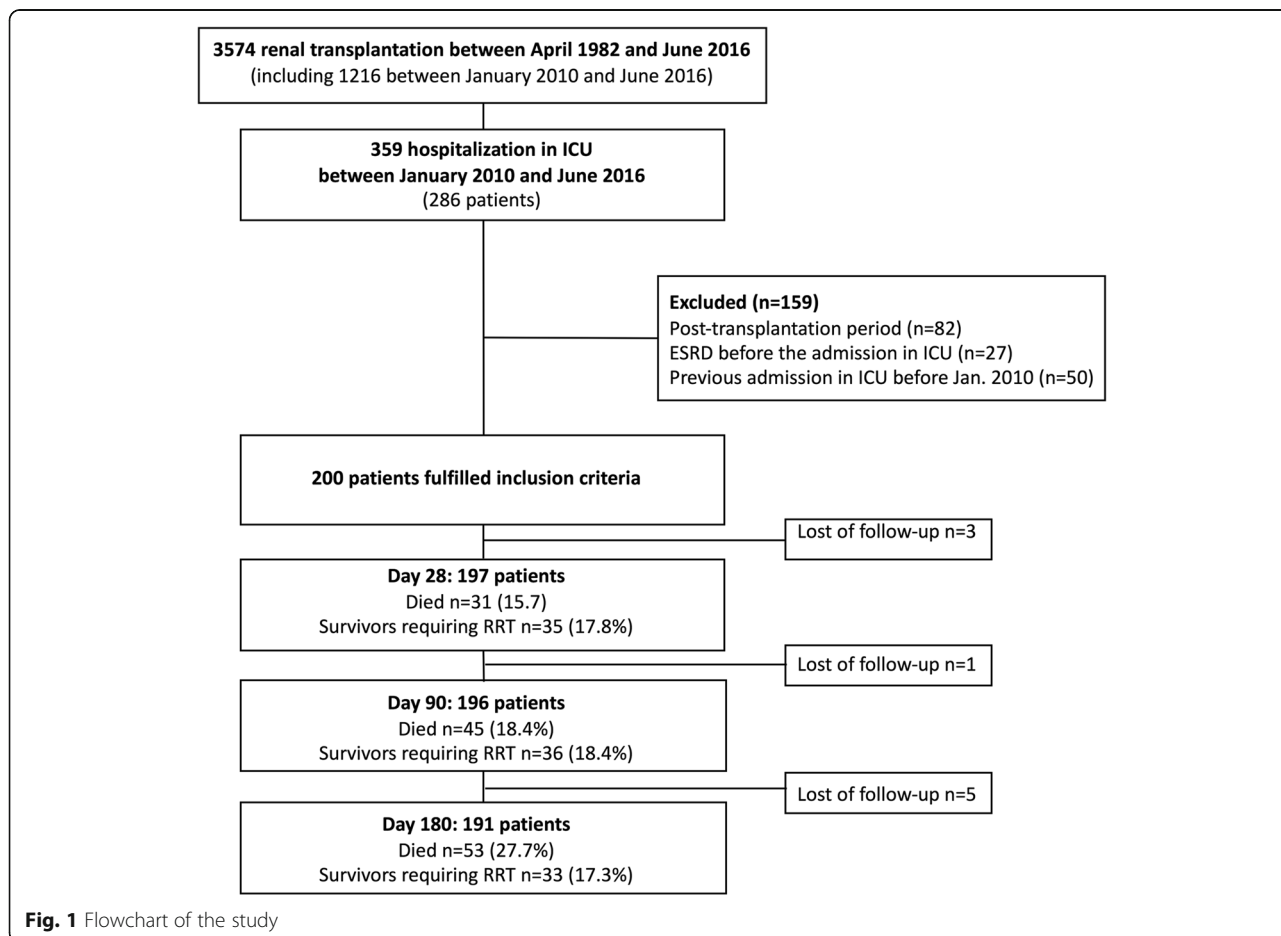 3574 renal transplantation between April 1982 and June 2016
(including 1216 between January 2010 and June 2016)
359 hospitalization in ICU
between January 2010 and June 2016
(286 patients)
Excluded (n=159)
Post-transplantation period (n=82)
ESRD before the admission in ICU (n=27)
Previous admission in ICU before Jan. 2010 (n=50)
200 patients fulfilled inclusion criteria
Lost of follow-up n=3
Day 28: 197 patients
Died n=31 (15.7)
Survivors requiring RRT n=35 (17.8%)
Lost of follow-up n=1
Day 90: 196 patients
Died n=45 (18.4%)
Survivors requiring RRT n=36 (18.4%)
Lost of follow-up n=5
Day 180: 191 patients
Died n=53 (27.7%)
Survivors requiring RRT n=33 (17.3%)
Fig. 1 Flowchart of the study